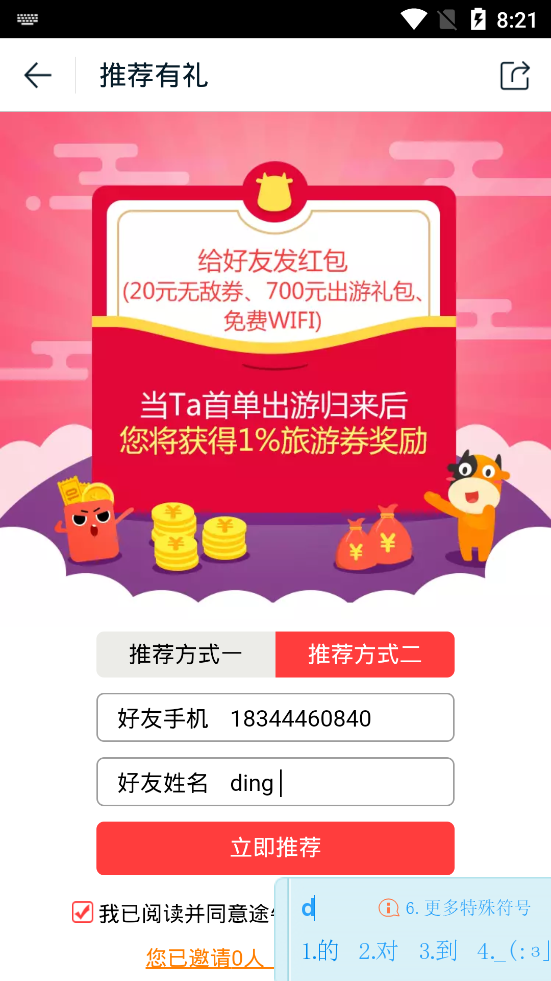 8:21
推荐有礼
给好友发红包
(20元无敌券、700元出游礼包、
免费WIFI)
当Ta首单出游归来后
您将获得1%旅游券奖励
推荐方式一 推荐方式二
好友手机 18344460840
好友姓名 ding
立即推荐
我已阅读并同意途
d 6.更多特殊符号
您已邀请0人
1.的 2.对 3.到 4._(:з」